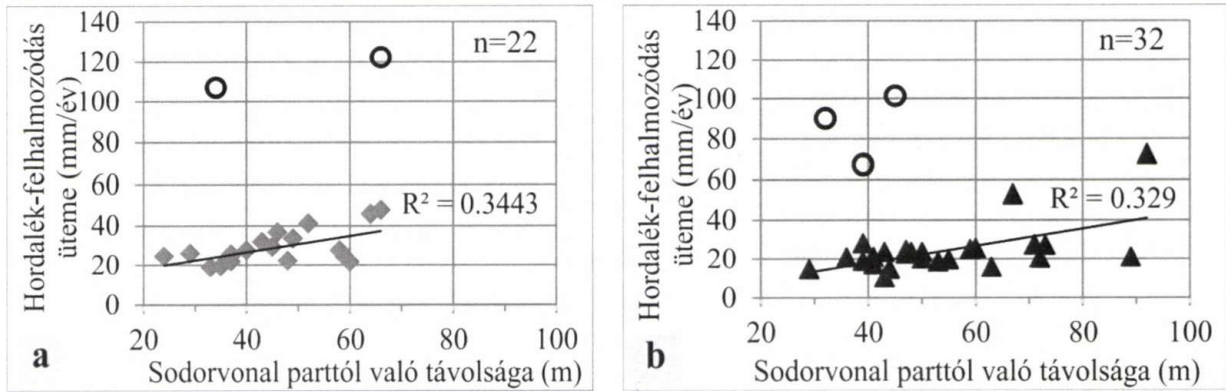 Hordalék-felhalmozódás
üteme (mm/év)
140
120
100
80
60
40
20
0
n=22
R² = 0.3443
20 40 60 80 100
a
Sodorvonal parttól való távolsága (m)
Hordalék-felhalmozódás
üteme (mm/év)
140
120
100
80
60
40
20
0
n=32
R² = 0.329
20 40 60 80 100
b
Sodorvonal parttól való távolsága (m)